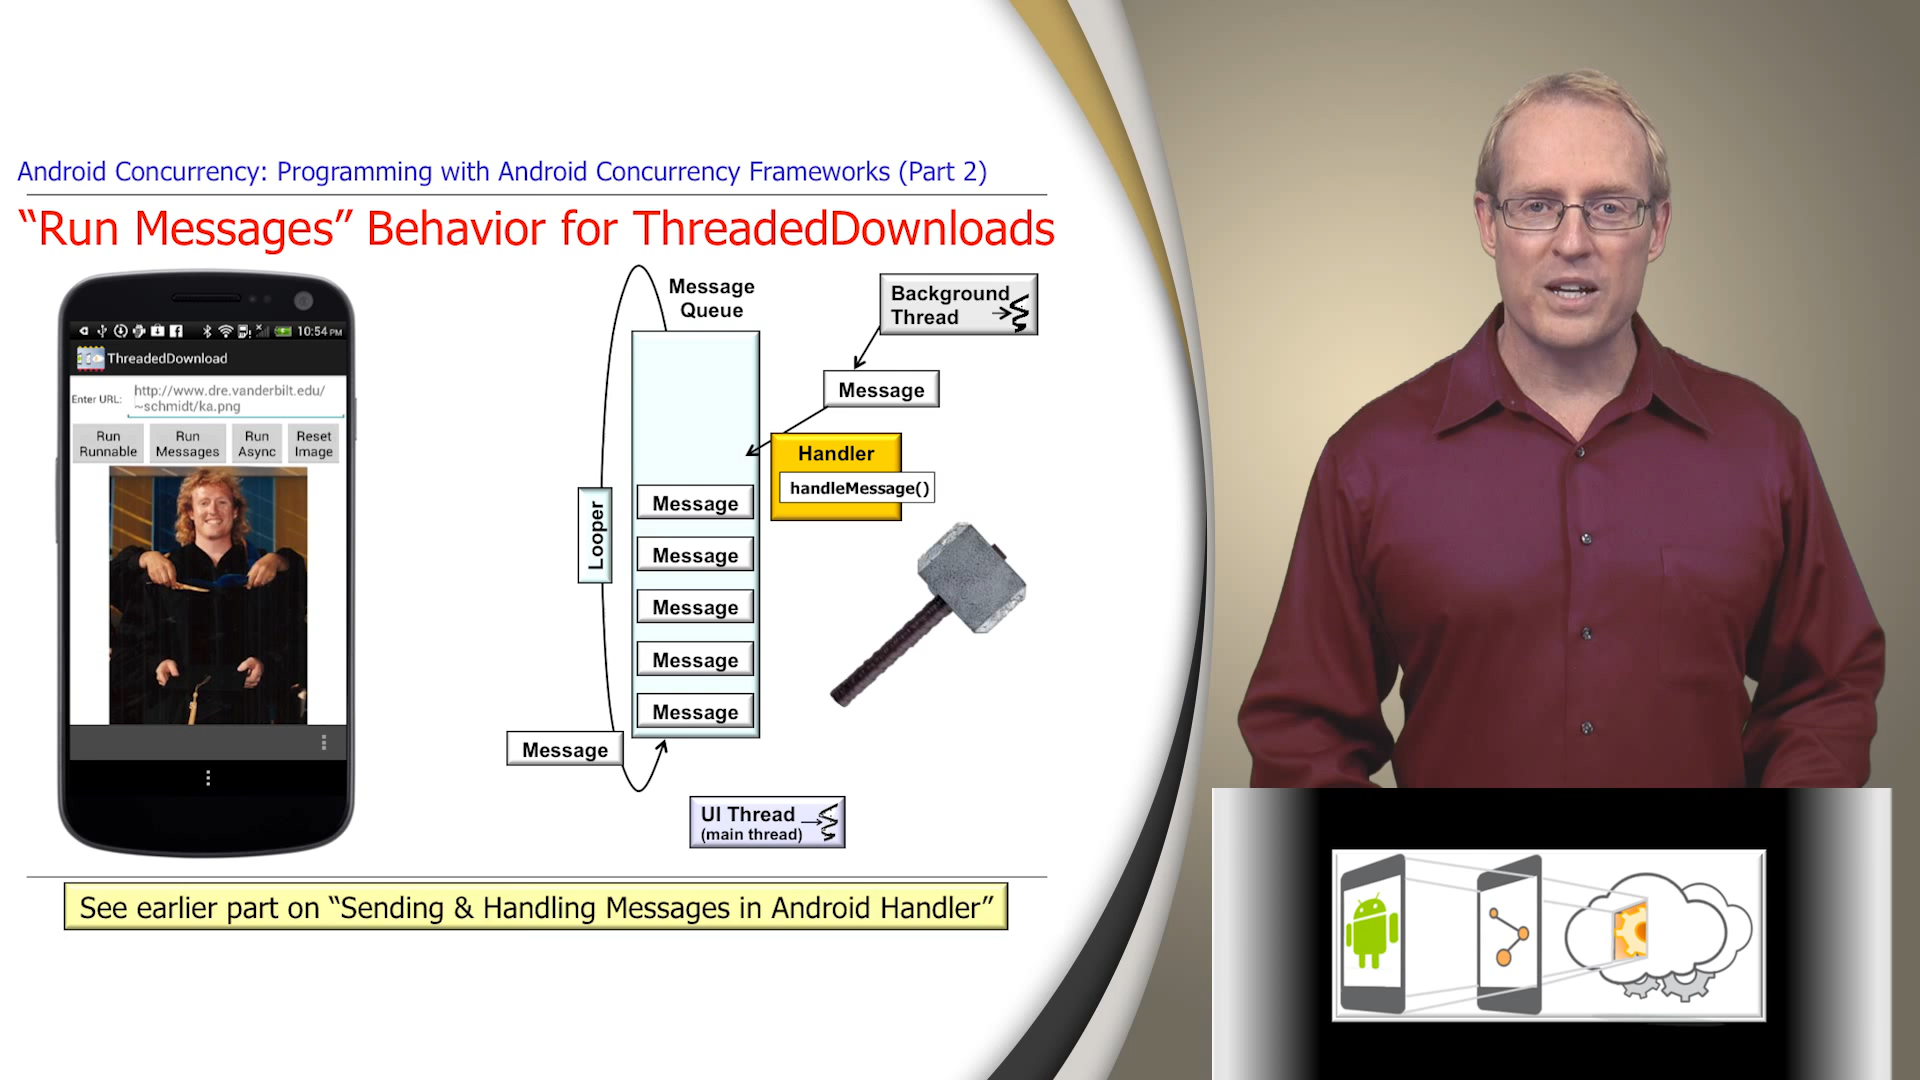 Android Concurrency: Programming with Android Concurrency Frameworks (Part 2)
“Run Messages” Behavior for ThreadedDownloads
10:54 PM
ThreadedDownload
Enter URL:
http://www.dre.vanderbilt.edu/
~schmidt/ka.png
Run
Runnable
Run
Messages
Run
Async
Reset
Image
Message
Queue
Background
Thread
Message
Handler
handleMessage()
Looper
Message
Message
Message
Message
Message
Message
UI Thread
(main thread)
See earlier part on “Sending & Handling Messages in Android Handler”